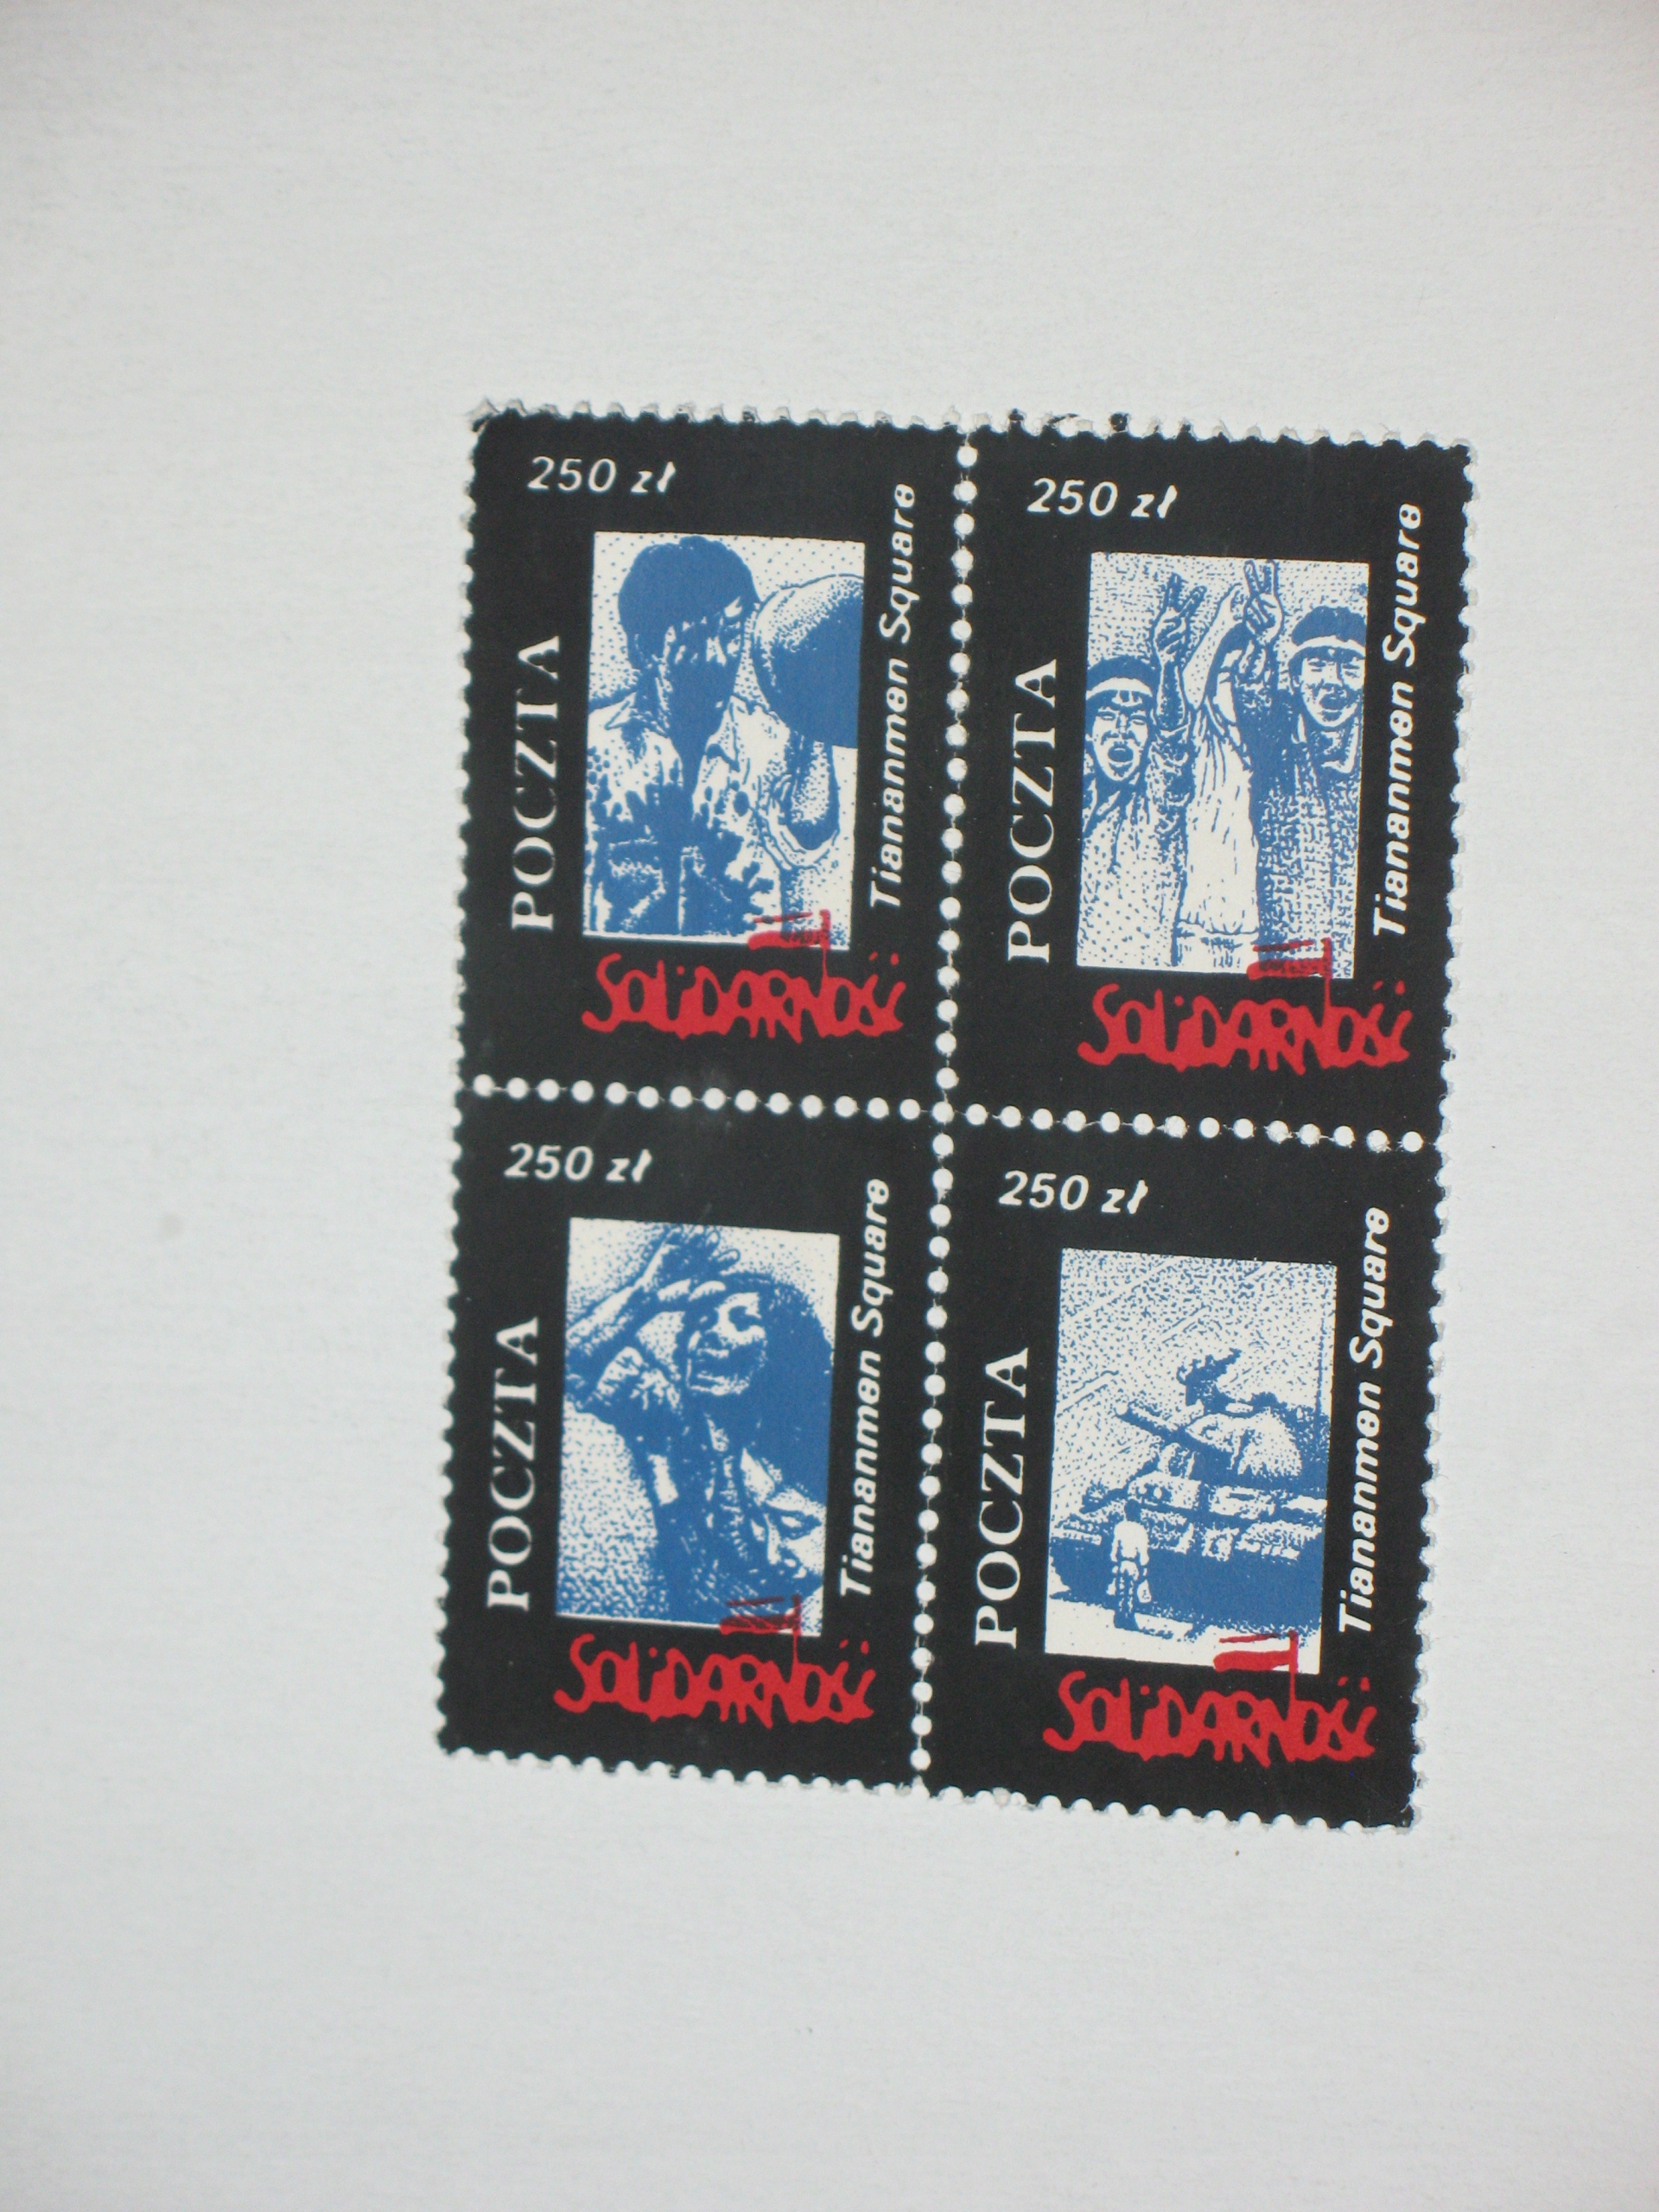 250 zł
POCZTA
Tiananmen Square
SOLIDARNOŚĆ
250 zł
POCZTA
Tiananmen Square
SOLIDARNOŚĆ
250 zł
POCZTA
Tiananmen Square
SOLIDARNOŚĆ
250 zł
POCZTA
Tiananmen Square
SOLIDARNOŚĆ